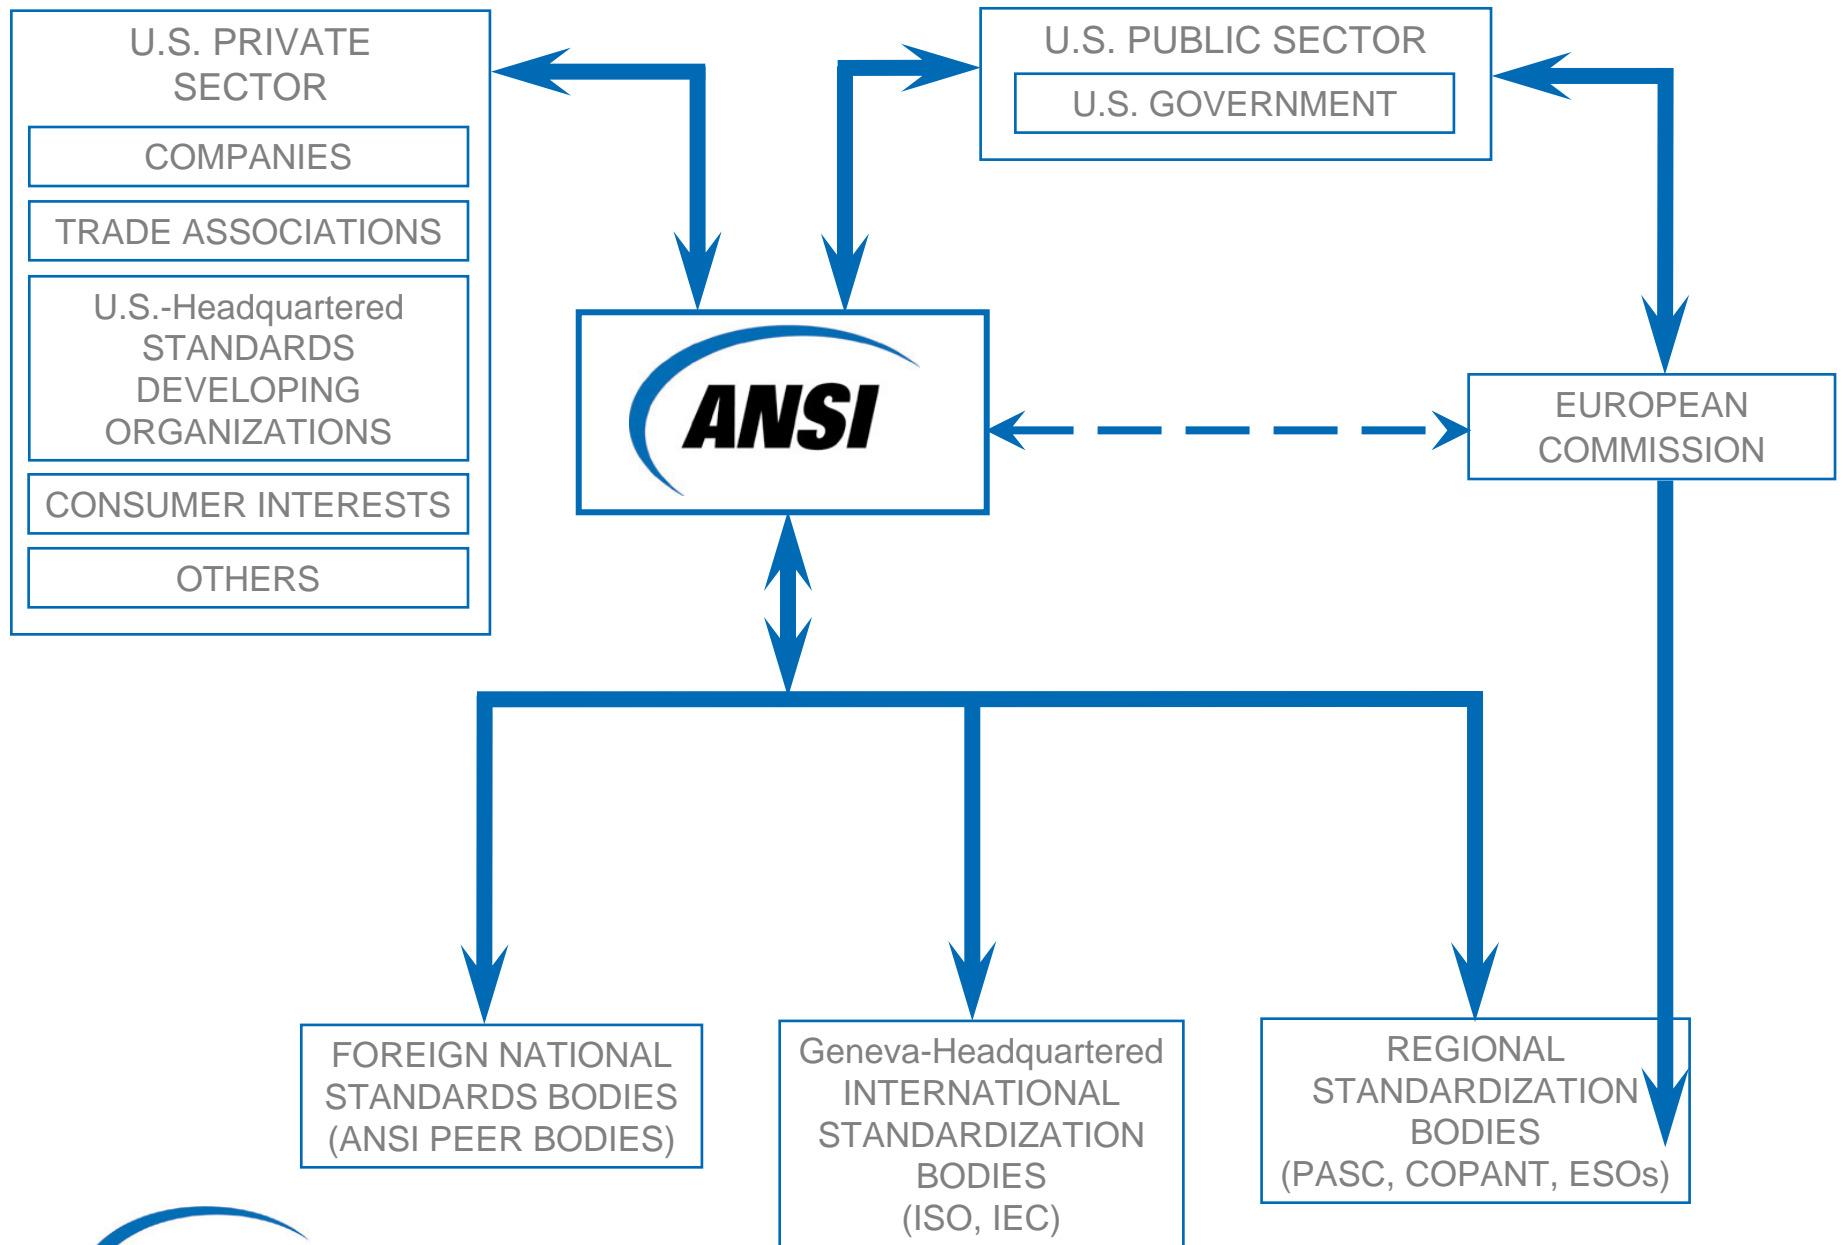 U.S. PRIVATE
SECTOR
COMPANIES
TRADE ASSOCIATIONS
U.S.-Headquartered
STANDARDS
DEVELOPING
ORGANIZATIONS
CONSUMER INTERESTS
OTHERS
U.S. PUBLIC SECTOR
U.S. GOVERNMENT
ANSI
EUROPEAN
COMMISSION
FOREIGN NATIONAL
STANDARDS BODIES
(ANSI PEER BODIES)
Geneva-Headquartered
INTERNATIONAL
STANDARDIZATION
BODIES
(ISO, IEC)
REGIONAL
STANDARDIZATION
BODIES
(PASC, COPANT, ESOs)